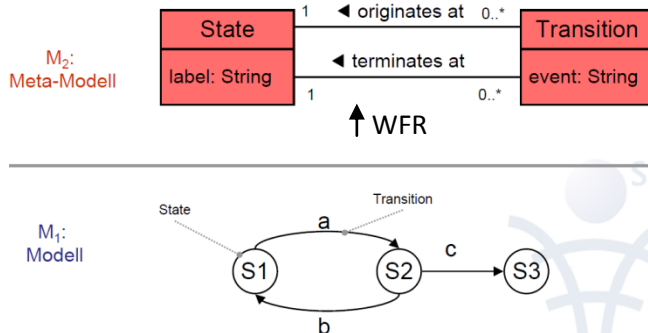 M₂:
Meta-Modell
State
label: String
1 ◄ originates at 0..*
◄ terminates at
1 0..*
Transition
event: String
WFR
M₁:
Modell
State
Transition
a
S1
S2
c
S3
b
S